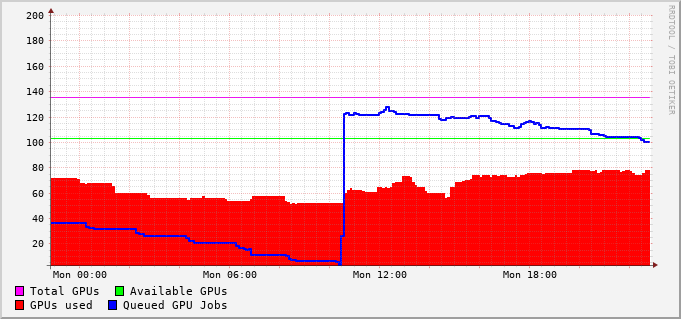 RRDTOOL / TOBI OETIKER
200
180
160
140
120
100
80
60
40
20
Mon 00:00 Mon 06:00 Mon 12:00 Mon 18:00
Total GPUs Available GPUs
GPUs used Queued GPU Jobs